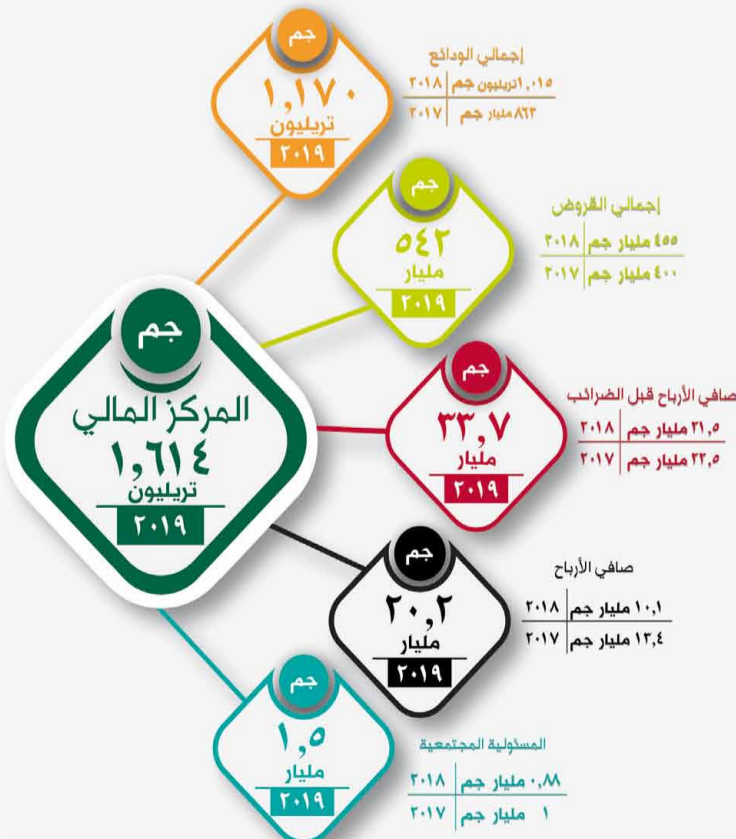 جم
١,١٧٠
تريليون
٢٠١٩
إجمالي الودائع
١,٠١٥تريليون جم ٢٠١٨
٨٦٣ مليار جم ٢٠١٧
جم
٥٤٢
مليار
٢٠١٩
إجمالي القروض
٤٥٥ مليار جم ٢٠١٨
٤٠٠ مليار جم ٢٠١٧
جم
المركز المالي
١,٦١٤
تريليون
٢٠١٩
جم
٣٣,٧
مليار
٢٠١٩
صافي الأرباح قبل الضرائب
٢١,٥ مليار جم ٢٠١٨
٢٢,٥ مليار جم ٢٠١٧
جم
٢٠,٢
مليار
٢٠١٩
صافي الأرباح
١٠,١ مليار جم ٢٠١٨
١٣,٤ مليار جم ٢٠١٧
جم
١,٥
مليار
٢٠١٩
المسئولية المجتمعية
٠,٨٨ مليار جم ٢٠١٨
١ مليار جم ٢٠١٧